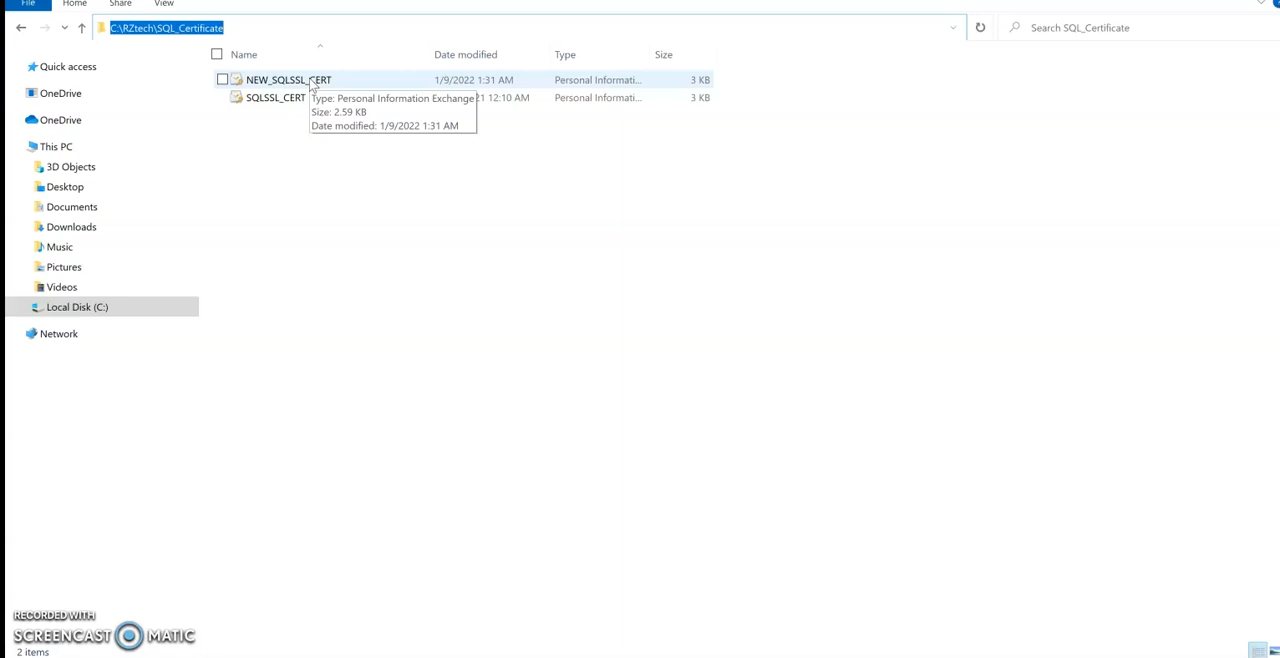 File Home Share View
C:\RZtech\SQL_Certificate
Search SQL_Certificate
Name Date modified Type Size
NEW_SQLSSL_CERT 1/9/2022 1:31 AM Personal Informati... 3 KB
SQLSSL_CERT 21 12:10 AM Personal Informati... 3 KB
Type: Personal Information Exchange
Size: 2.59 KB
Date modified: 1/9/2022 1:31 AM
Quick access
OneDrive
OneDrive
This PC
3D Objects
Desktop
Documents
Downloads
Music
Pictures
Videos
Local Disk (C:)
Network
RECORDED WITH
SCREENCAST MATIC
2 items